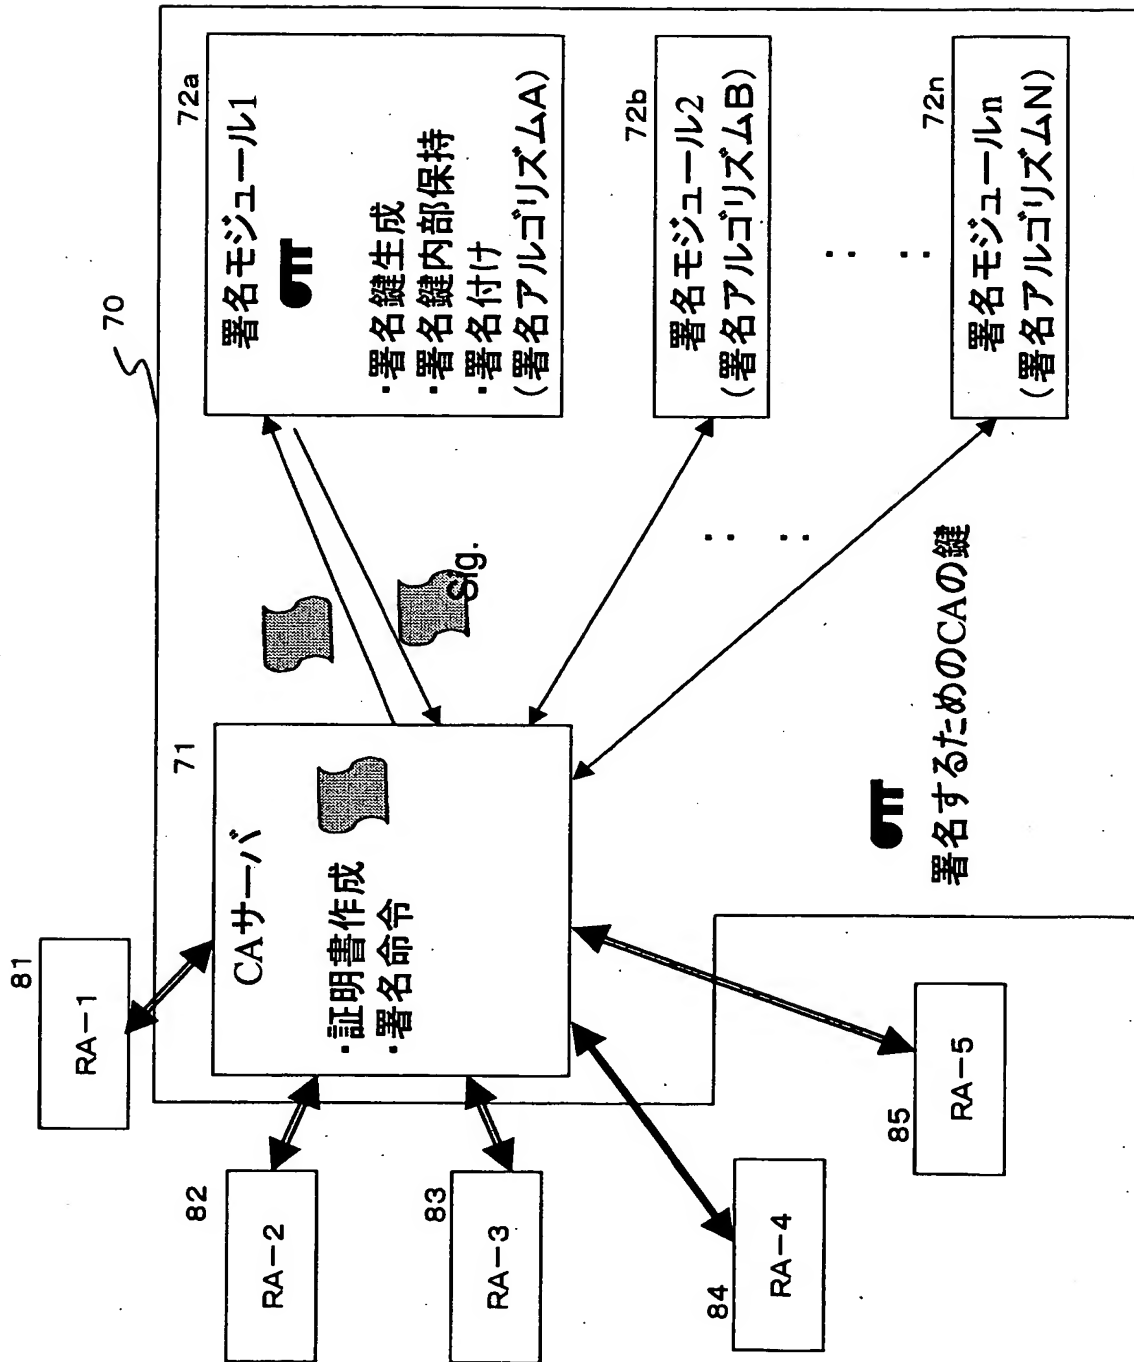 70
81
RA-1
82
RA-2
83
RA-3
84
RA-4
85
RA-5
71
CAサーバ
・証明書作成
・署名命令
Sig.
72a
署名モジュール1
・署名鍵生成
・署名鍵内部保持
・署名付け
(署名アルゴリズムA)
72b
署名モジュール2
(署名アルゴリズムB)
72n
署名モジュールn
(署名アルゴリズムN)
署名するためのCAの鍵